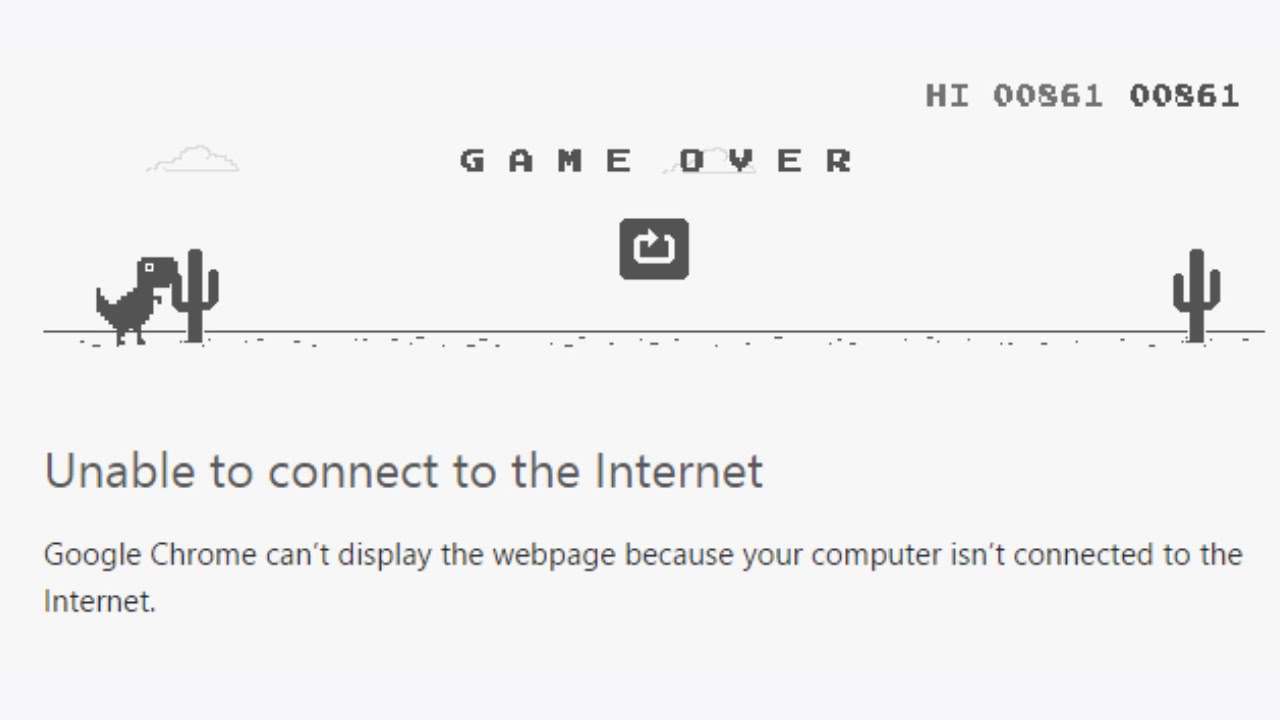 HI 00861 00861
GAME OVER
Unable to connect to the Internet
Google Chrome can’t display the webpage because your computer isn’t connected to the
Internet.